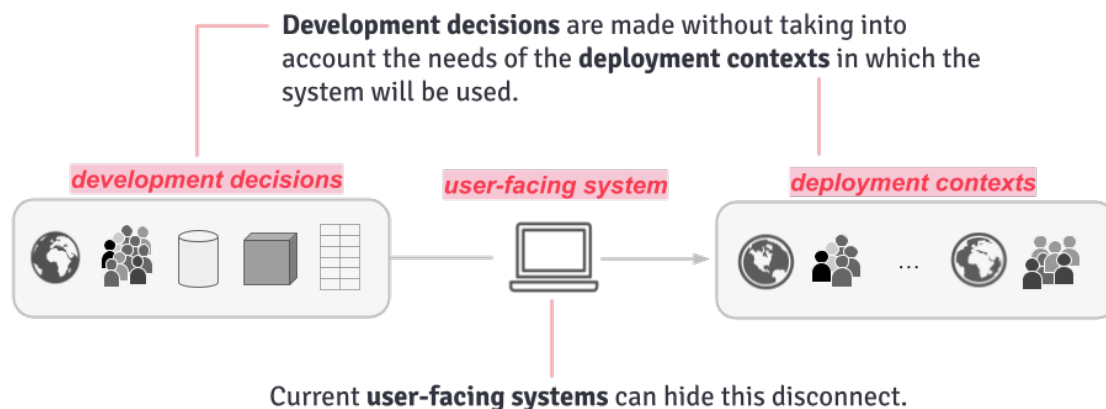 Development decisions are made without taking into
account the needs of the deployment contexts in which the
system will be used.
development decisions
user-facing system
deployment contexts
...
Current user-facing systems can hide this disconnect.